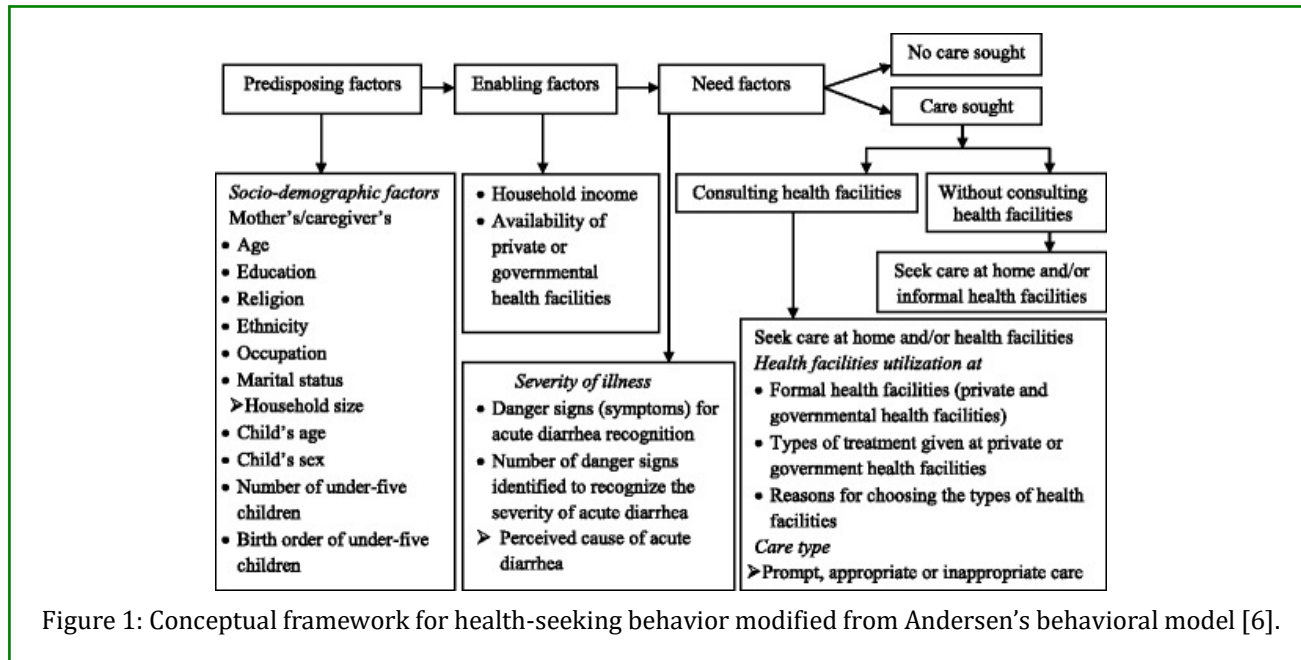 Predisposing factors
Enabling factors
Need factors
No care sought
Care sought
Socio-demographic factors
Mother's/caregiver's
• Age
• Education
• Religion
• Ethnicity
• Occupation
• Marital status
➢Household size
• Child's age
• Child's sex
• Number of under-five
children
• Birth order of under-five
children
• Household income
• Availability of
private or
governmental
health facilities
Severity of illness
• Danger signs (symptoms) for
acute diarrhea recognition
• Number of danger signs
identified to recognize the
severity of acute diarrhea
➢ Perceived cause of acute
diarrhea
Consulting health facilities
Without consulting
health facilities
Seek care at home and/or
informal health facilities
Seek care at home and/or health facilities
Health facilities utilization at
• Formal health facilities (private and
governmental health facilities)
• Types of treatment given at private or
government health facilities
• Reasons for choosing the types of health
facilities
Care type
➢Prompt, appropriate or inappropriate care
Figure 1: Conceptual framework for health-seeking behavior modified from Andersen's behavioral model [6].